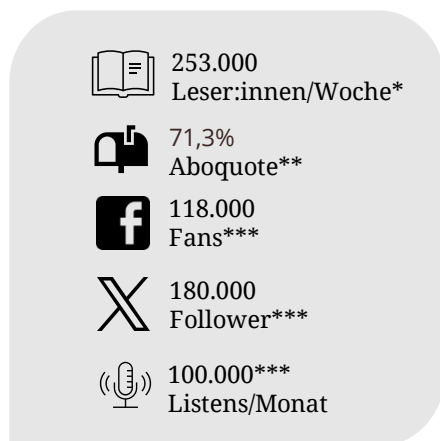 253.000
Leser:innen/Woche*
71,3%
Aboquote**
118.000
Fans***
180.000
Follower***
100.000***
Listens/Monat